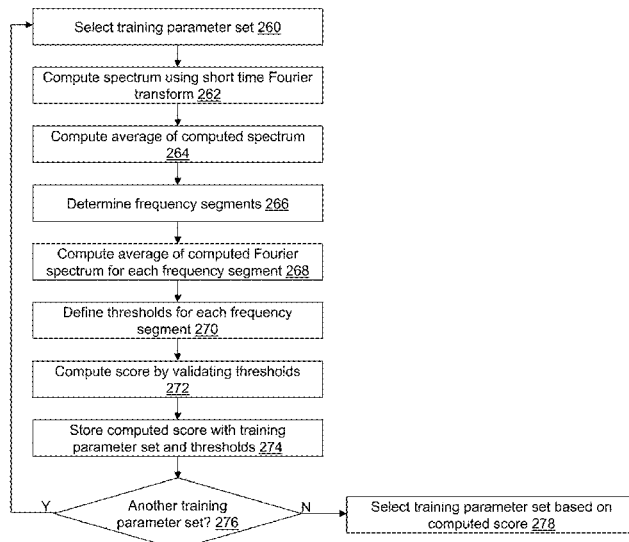 Select training parameter set 260
Compute spectrum using short time Fourier
transform 262
Compute average of computed spectrum
264
Determine frequency segments 266
Compute average of computed Fourier
spectrum for each frequency segment 268
Define thresholds for each frequency
segment 270
Compute score by validating thresholds
272
Store computed score with training
parameter set and thresholds 274
Y
Another training
parameter set? 276
N
Select training parameter set based on
computed score 278